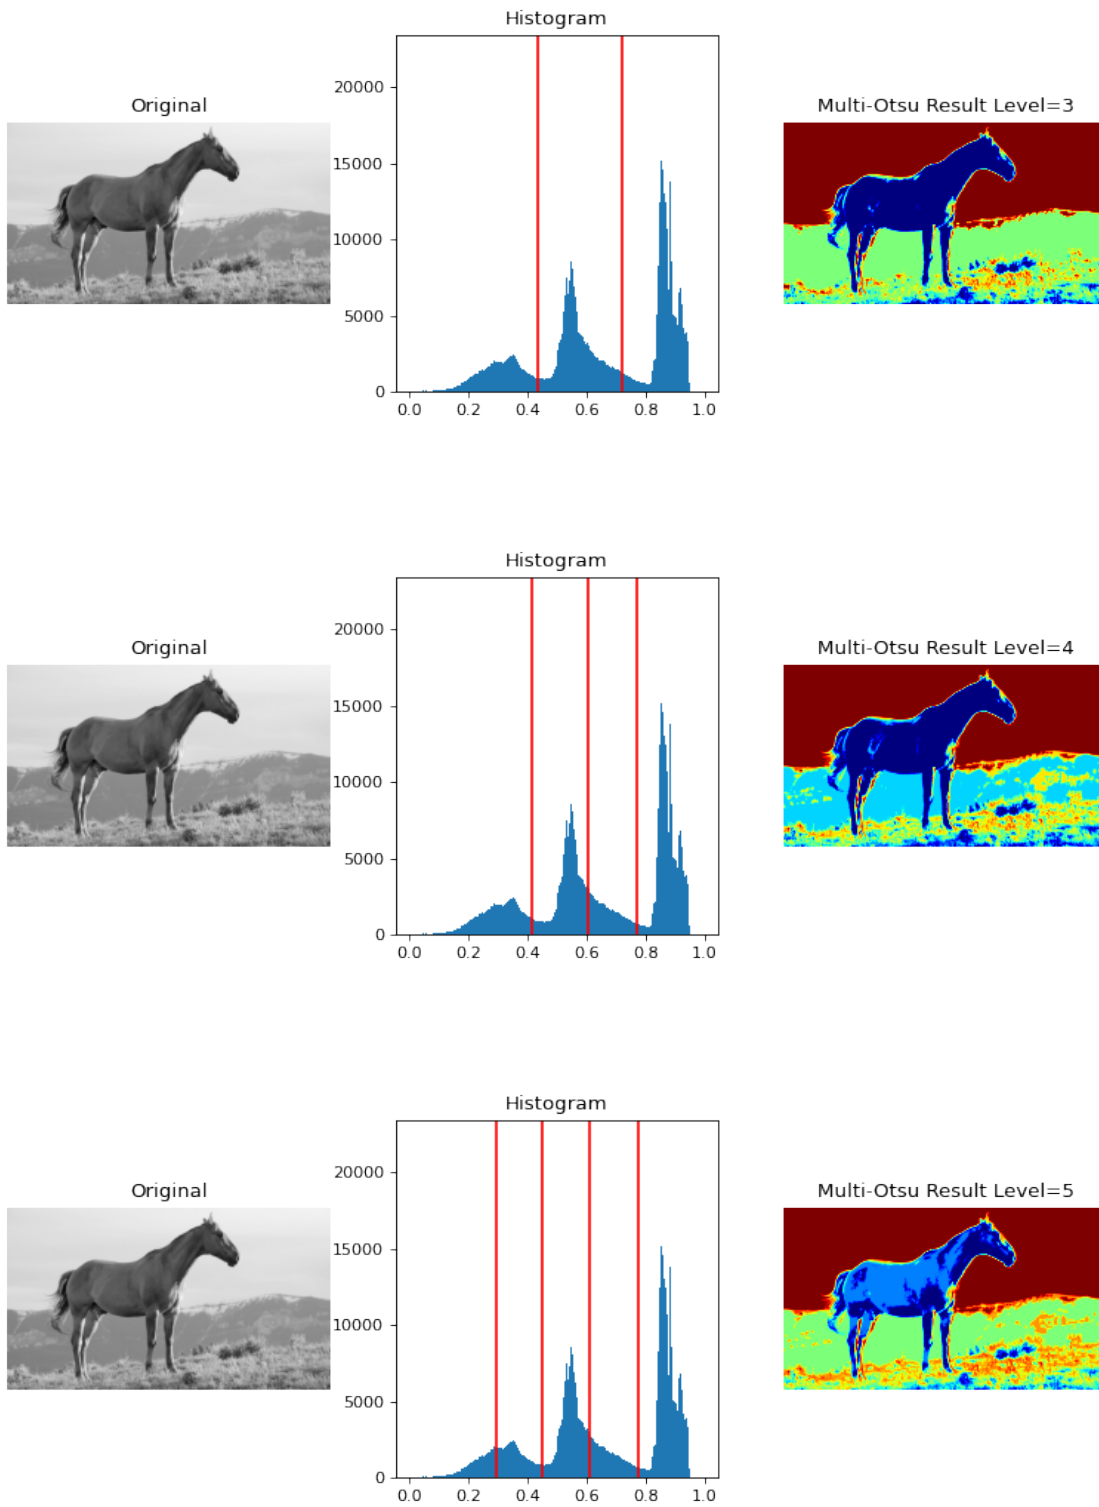 Histogram
20000
15000
10000
5000
0
0.0 0.2 0.4 0.6 0.8 1.0
Original
Multi-Otsu Result Level=3
Histogram
20000
15000
10000
5000
0
0.0 0.2 0.4 0.6 0.8 1.0
Original
Multi-Otsu Result Level=4
Histogram
20000
15000
10000
5000
0
0.0 0.2 0.4 0.6 0.8 1.0
Original
Multi-Otsu Result Level=5